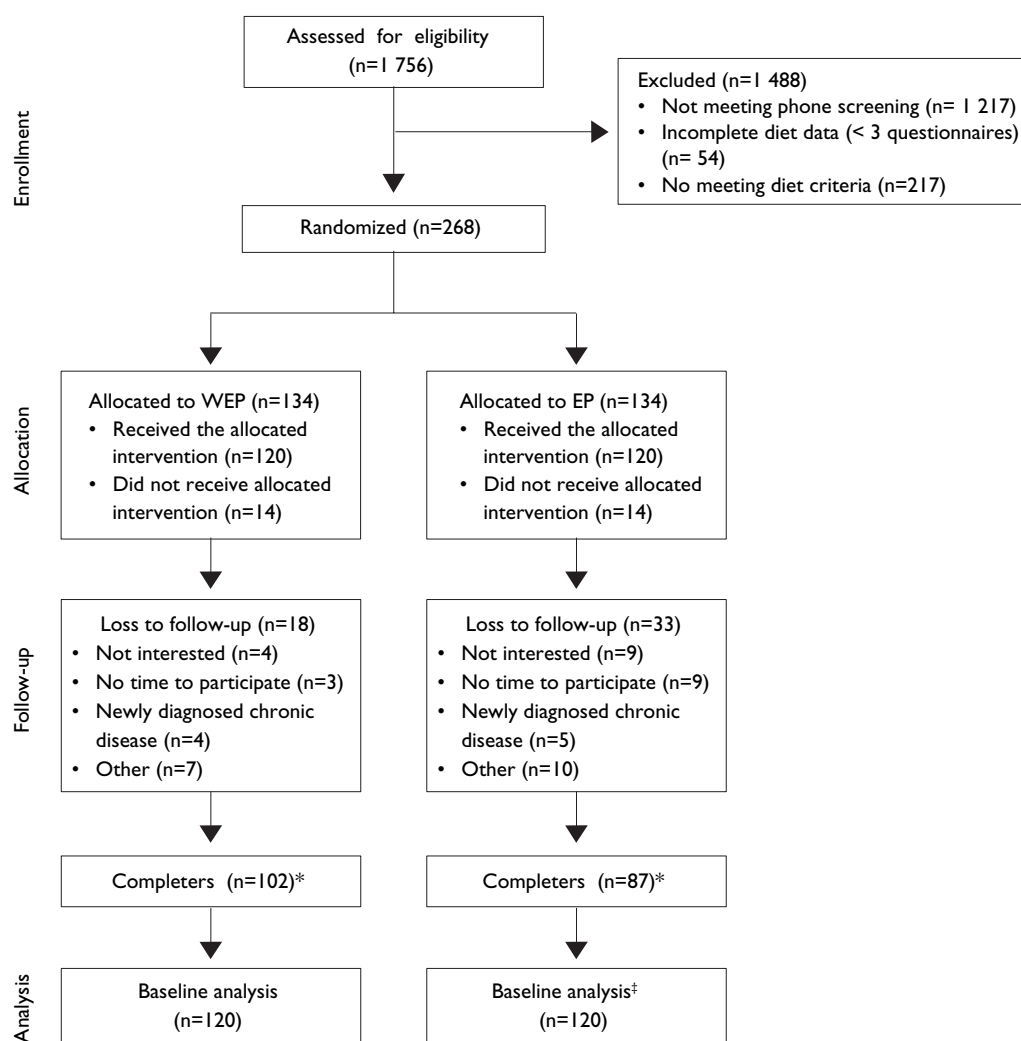 Assessed for eligibility
(n=1 756)
Excluded (n=1 488)
• Not meeting phone screening (n= 1 217)
• Incomplete diet data (< 3 questionnaires)
(n= 54)
• No meeting diet criteria (n=217)
Enrollment
Randomized (n=268)
Allocation
Allocated to WEP (n=134)
• Received the allocated
intervention (n=120)
• Did not receive allocated
intervention (n=14)
Allocated to EP (n=134)
• Received the allocated
intervention (n=120)
• Did not receive allocated
intervention (n=14)
Follow-up
Loss to follow-up (n=18)
• Not interested (n=4)
• No time to participate (n=3)
• Newly diagnosed chronic
disease (n=4)
• Other (n=7)
Loss to follow-up (n=33)
• Not interested (n=9)
• No time to participate (n=9)
• Newly diagnosed chronic
disease (n=5)
• Other (n=10)
Completers (n=102)*
Completers (n=87)*
Analysis
Baseline analysis
(n=120)
Baseline analysis‡
(n=120)